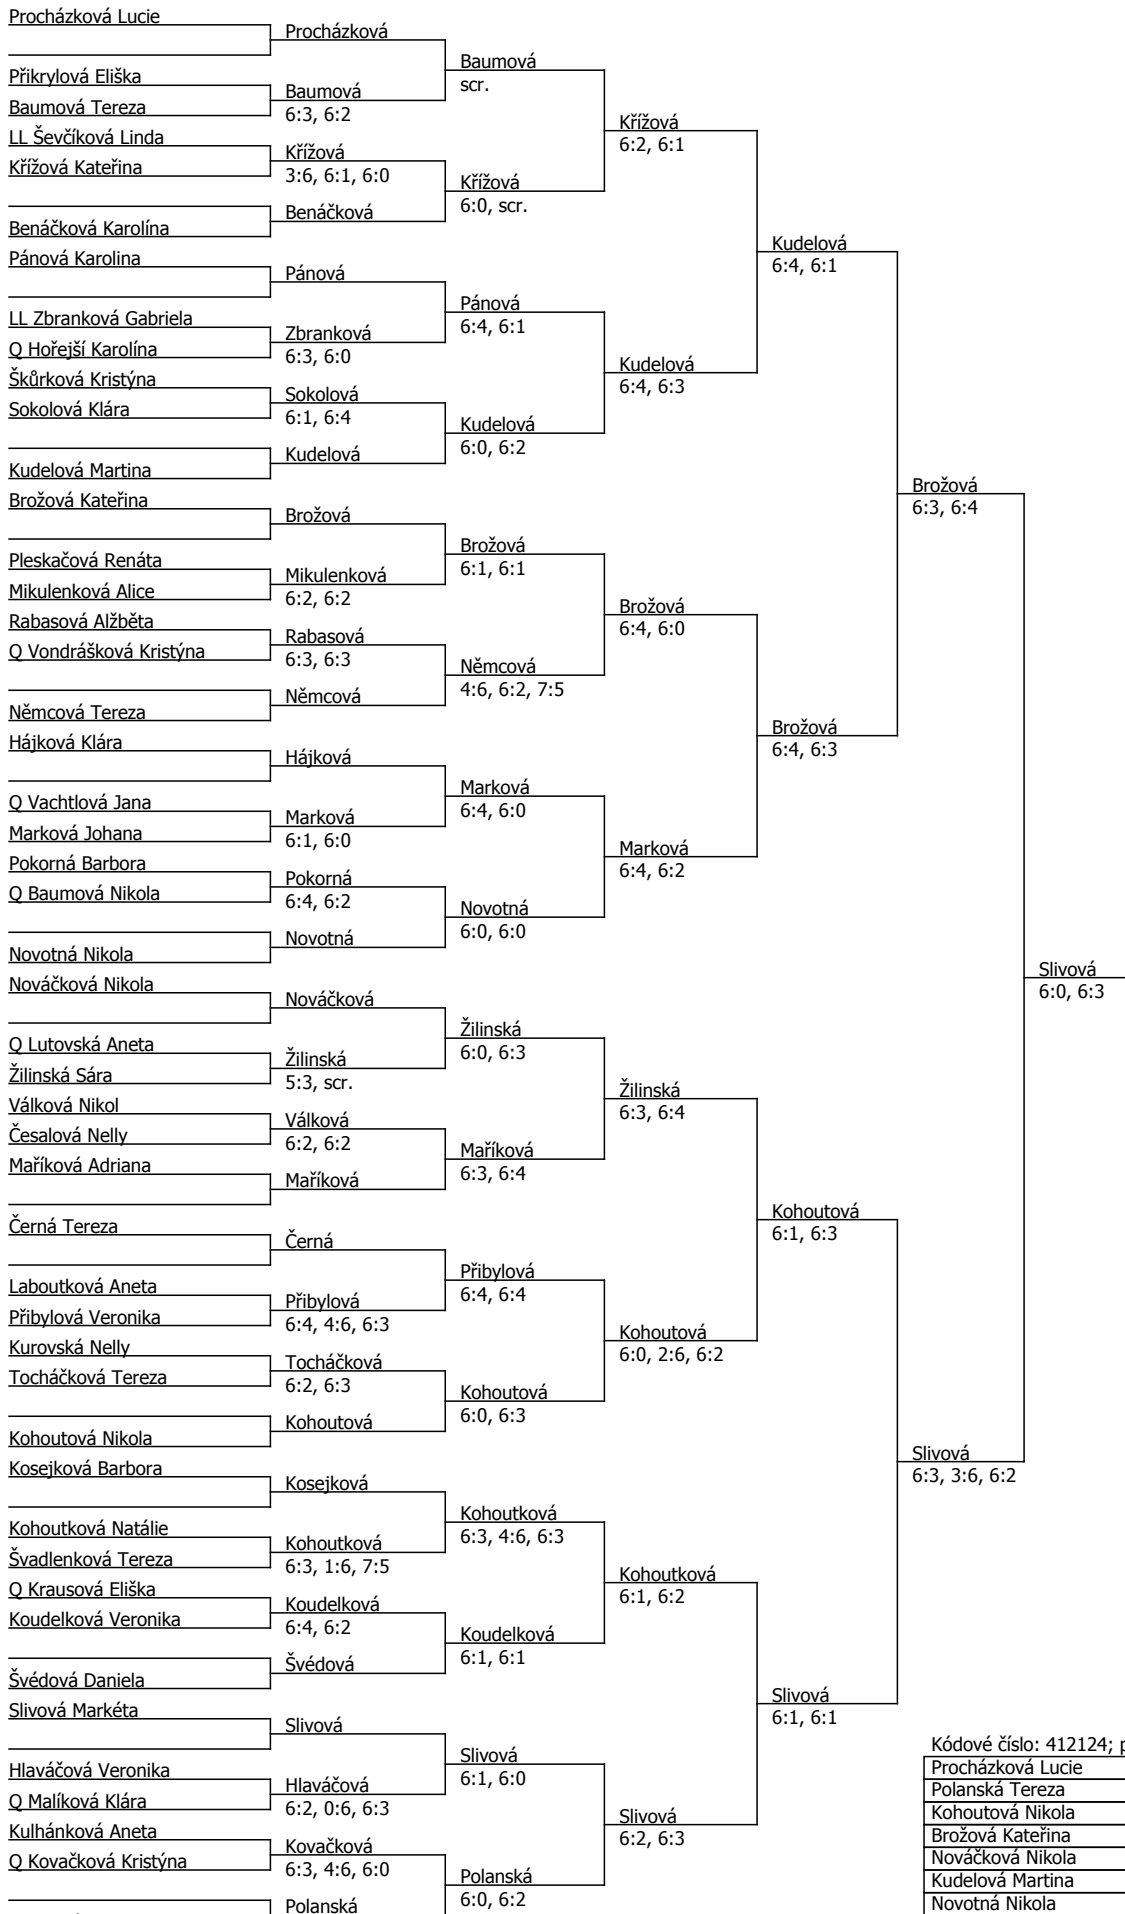 Procházková Lucie
Procházková
Baumová
scr.
Přikrylová Eliška
Baumová Tereza
Baumová
6:3, 6:2
Křížová
6:2, 6:1
LL Ševčíková Linda
Křížová Kateřina
Křížová
3:6, 6:1, 6:0
Křížová
6:0, scr.
Benáčková
Benáčková Karolína
Kudelová
6:4, 6:1
Pánová Karolina
Pánová
Pánová
6:4, 6:1
LL Zbranková Gabriela
Q Hořejší Karolína
Zbranková
6:3, 6:0
Kudelová
6:4, 6:3
Škůrková Kristýna
Sokolová Klára
Sokolová
6:1, 6:4
Kudelová
6:0, 6:2
Kudelová
Kudelová Martina
Brožová
6:3, 6:4
Brožová Kateřina
Brožová
Brožová
6:1, 6:1
Pleskačová Renáta
Mikulenková Alice
Mikulenková
6:2, 6:2
Brožová
6:4, 6:0
Rabasová Alžběta
Q Vondrášková Kristýna
Rabasová
6:3, 6:3
Němcová
4:6, 6:2, 7:5
Němcová
Němcová Tereza
Brožová
6:4, 6:3
Hájková Klára
Hájková
Marková
6:4, 6:0
Q Vachtlová Jana
Marková Johana
Marková
6:1, 6:0
Marková
6:4, 6:2
Pokorná Barbora
Q Baumová Nikola
Pokorná
6:4, 6:2
Novotná
6:0, 6:0
Novotná
Novotná Nikola
Slivová
6:0, 6:3
Nováčková Nikola
Nováčková
Žilinská
6:0, 6:3
Q Lutovská Aneta
Žilinská Sára
Žilinská
5:3, scr.
Žilinská
6:3, 6:4
Válková Nikol
Česalová Nelly
Válková
6:2, 6:2
Maříková
6:3, 6:4
Maříková Adriana
Maříková
Kohoutová
6:1, 6:3
Černá Tereza
Černá
Přibylová
6:4, 6:4
Laboutková Aneta
Přibylová Veronika
Přibylová
6:4, 4:6, 6:3
Kohoutová
6:0, 2:6, 6:2
Kurovská Nelly
Tocháčková Tereza
Tocháčková
6:2, 6:3
Kohoutová
6:0, 6:3
Kohoutová
Kohoutová Nikola
Slivová
6:3, 3:6, 6:2
Kosejková Barbora
Kosejková
Kohoutková
6:3, 4:6, 6:3
Kohoutková Natálie
Švadlenková Tereza
Kohoutková
6:3, 1:6, 7:5
Kohoutková
6:1, 6:2
Q Krausová Eliška
Koudelková Veronika
Koudelková
6:4, 6:2
Koudelková
6:1, 6:1
Švédová
Švédová Daniela
Slivová
6:1, 6:1
Slivová Markéta
Slivová
Slivová
6:1, 6:0
Hlaváčová Veronika
Q Malíková Klára
Hlaváčová
6:2, 0:6, 6:3
Slivová
6:2, 6:3
Kulhánková Aneta
Q Kovačková Kristýna
Kovačková
6:3, 4:6, 6:0
Polanská
6:0, 6:2
Polanská
Kódové číslo: 412124;
Procházková Lucie
Polanská Tereza
Kohoutová Nikola
Brožová Kateřina
Nováčková Nikola
Kudelová Martina
Novotná Nikola